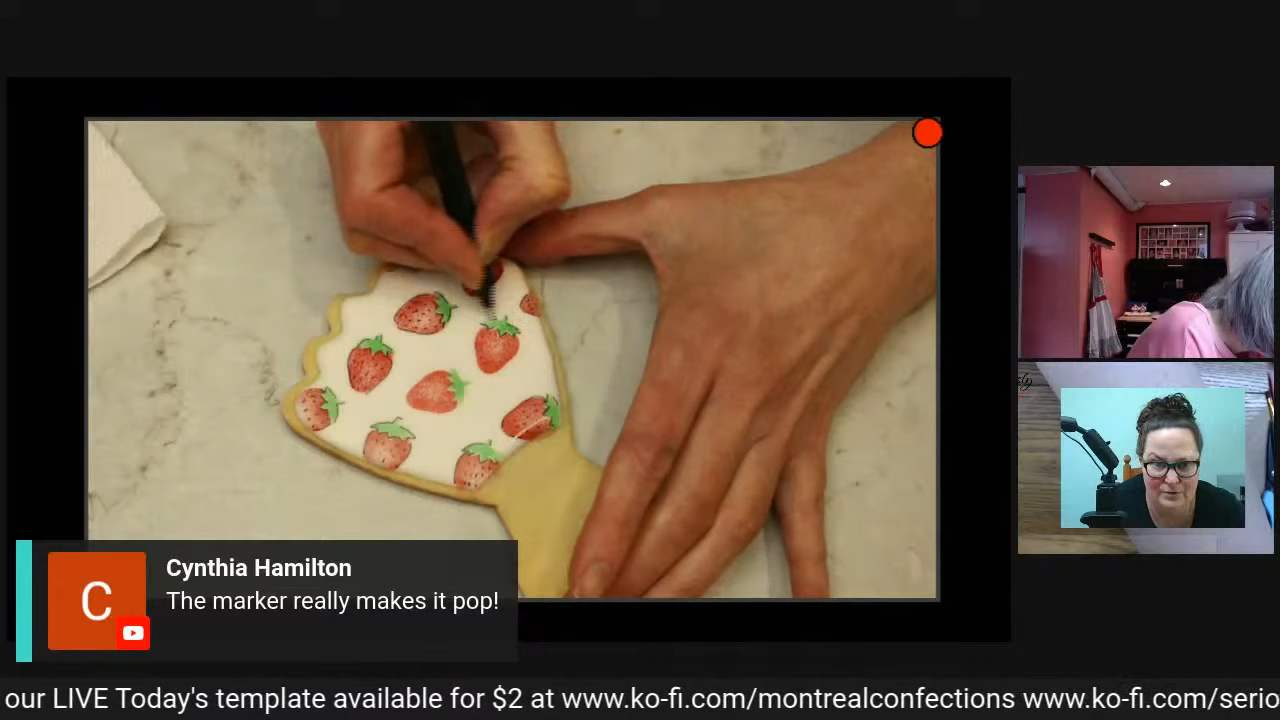 C
Cynthia Hamilton
The marker really makes it pop!
our LIVE Today's template available for $2 at www.ko-fi.com/montrealconfections www.ko-fi.com/serio